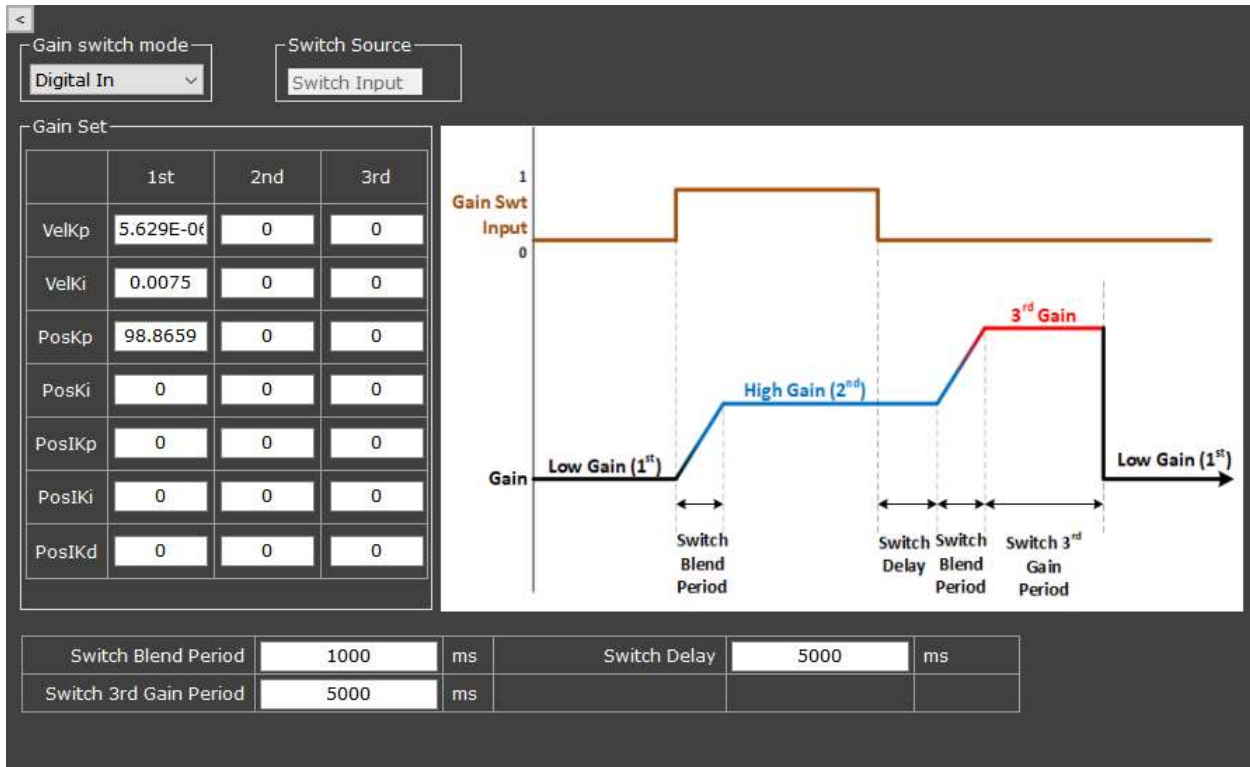 <
Gain switch mode
Switch Source
Digital In
Switch Input
Gain Set
1st 2nd 3rd
VelKp 5.629E-06 0 0
VelKi 0.0075 0 0
PosKp 98.8659 0 0
PosKi 0 0 0
PosIKp 0 0 0
PosIKi 0 0 0
PosIKd 0 0 0
1
Gain Swt
Input
0
3rd Gain
High Gain (2nd)
Low Gain (1st)
Gain
Low Gain (1st)
Switch
Blend
Period
Switch
Delay
Switch
Blend
Period
Switch 3rd
Gain
Period
Switch Blend Period 1000 ms Switch Delay 5000 ms
Switch 3rd Gain Period 5000 ms